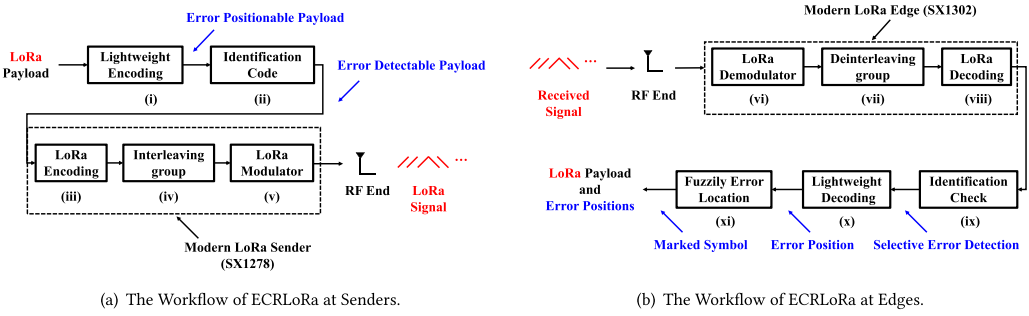 Error Positionable Payload
LoRa
Payload
Lightweight
Encoding
(i)
Identification
Code
(ii)
Error Detectable Payload
LoRa
Encoding
(iii)
Interleaving
group
(iv)
LoRa
Modulator
(v)
RF End
...
LoRa
Signal
Modern LoRa Sender
(SX1278)
(a) The Workflow of ECRLoRa at Senders.
Modern LoRa Edge (SX1302)
...
Received
Signal
RF End
LoRa
Demodulator
(vi)
Deinterleaving
group
(vii)
LoRa
Decoding
(viii)
LoRa Payload
and
Error Positions
Fuzzily Error
Location
(xi)
Lightweight
Decoding
(x)
Identification
Check
(ix)
Marked Symbol
Error Position
Selective Error Detection
(b) The Workflow of ECRLoRa at Edges.